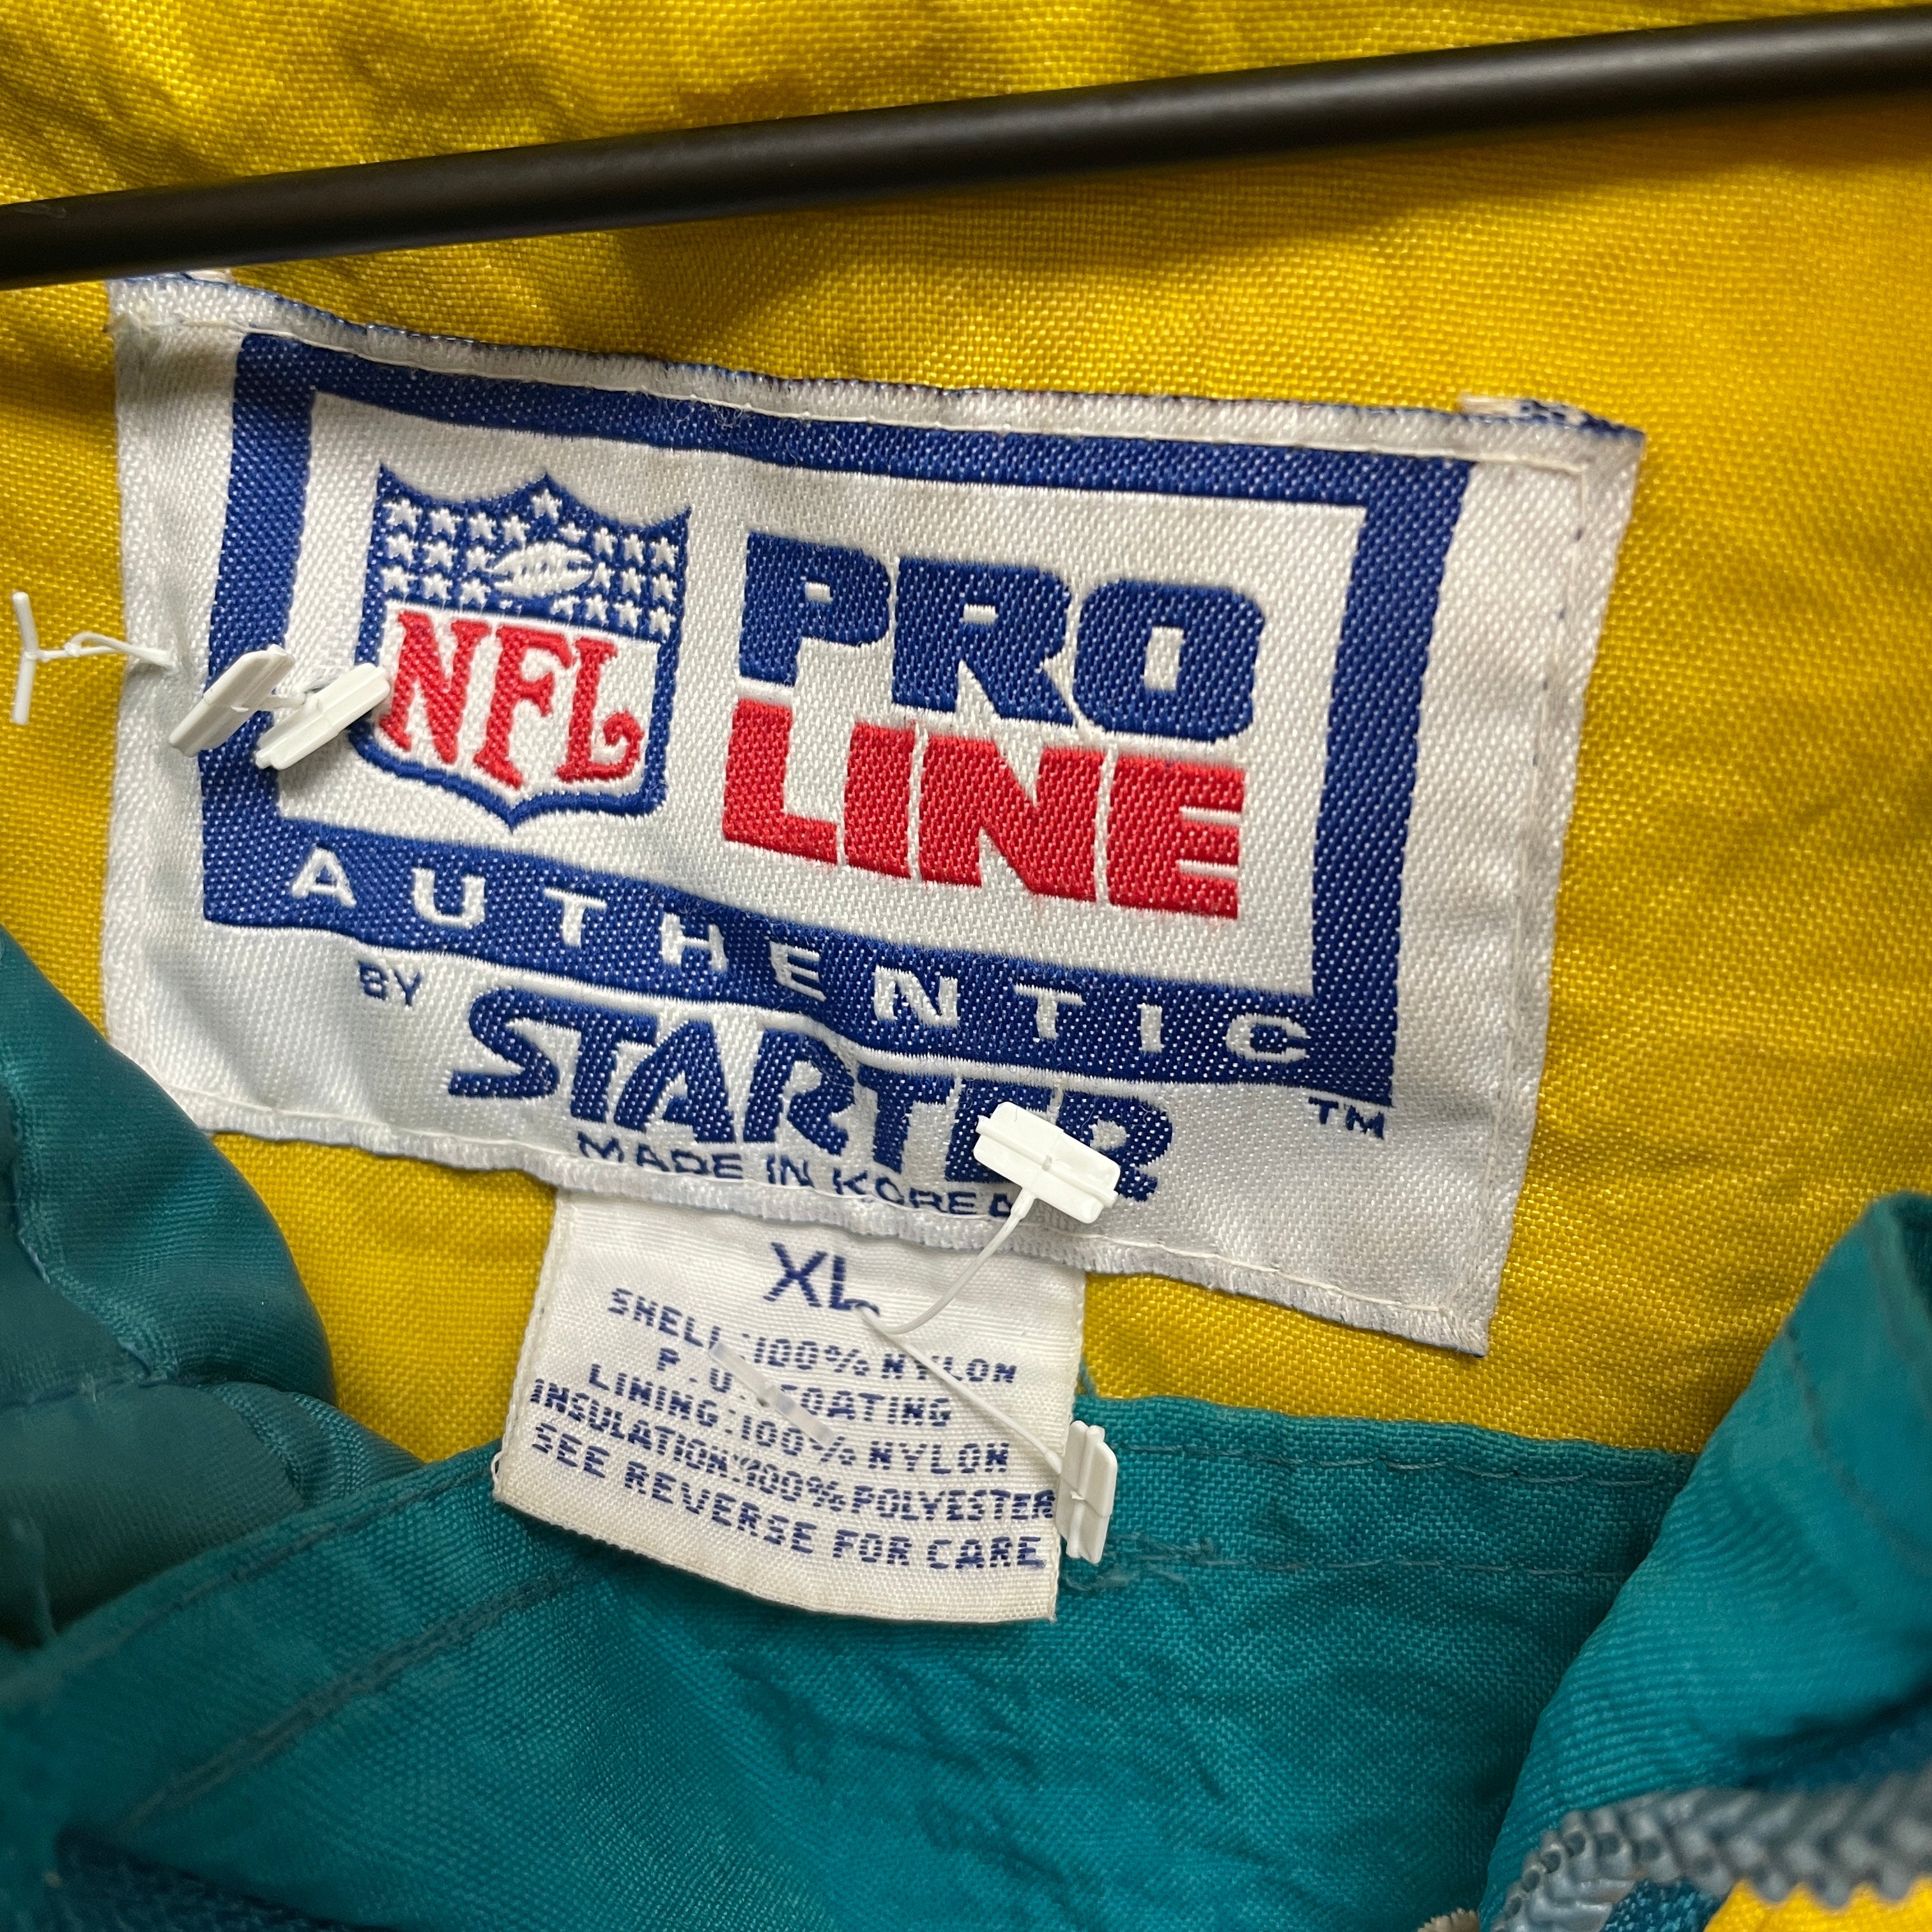 NFL
PRO
LINE
AUTHENTIC
BY STARTER TM
MADE IN KOREA
XL
SHELL:100% NYLON
P.U. COATING
LINING:100% NYLON
INSULATION:100% POLYESTER
SEE REVERSE FOR CARE